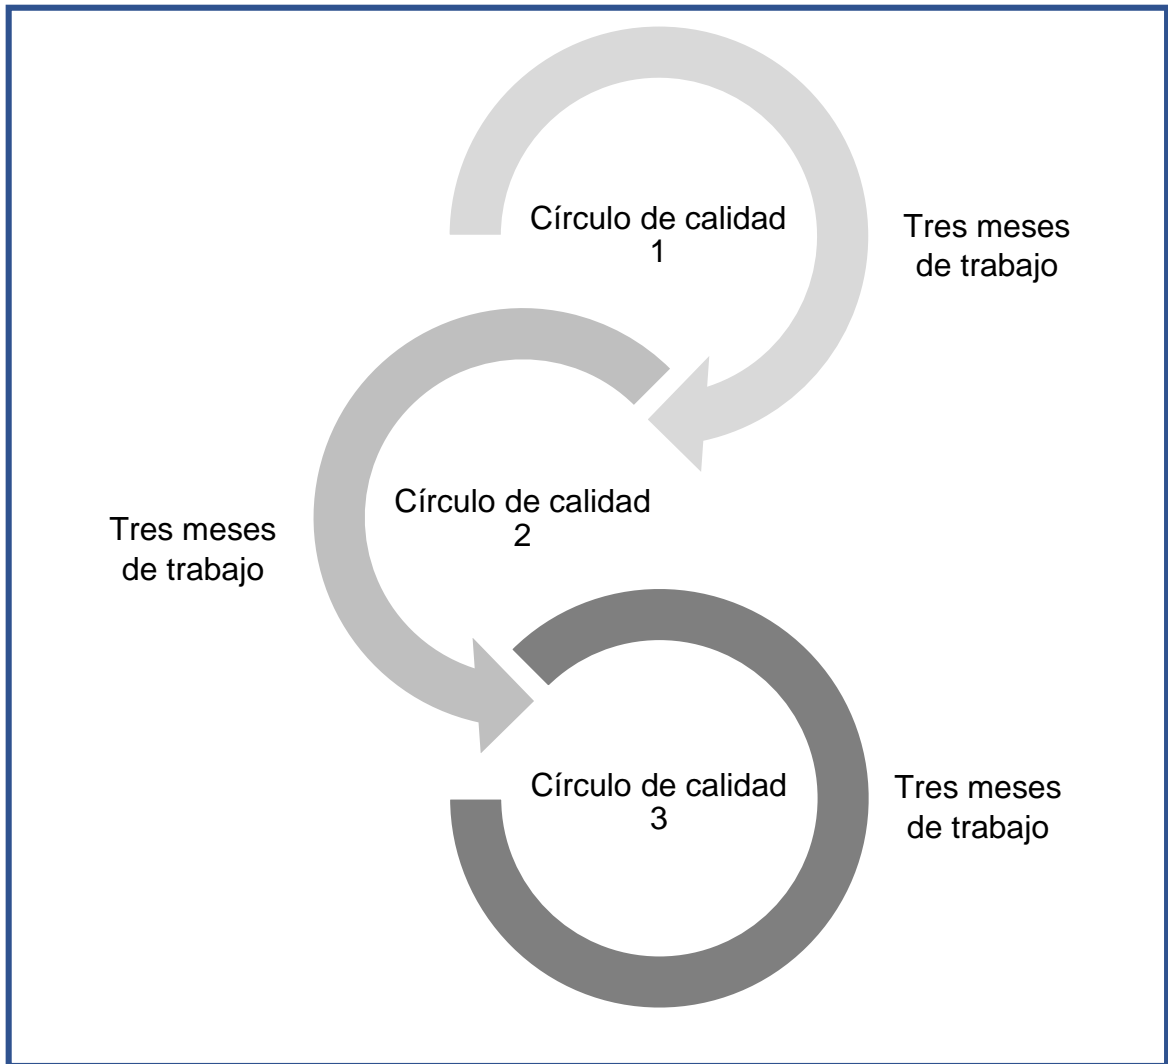 Círculo de calidad
1
Tres meses
de trabajo
Círculo de calidad
2
Tres meses
de trabajo
Círculo de calidad
3
Tres meses
de trabajo